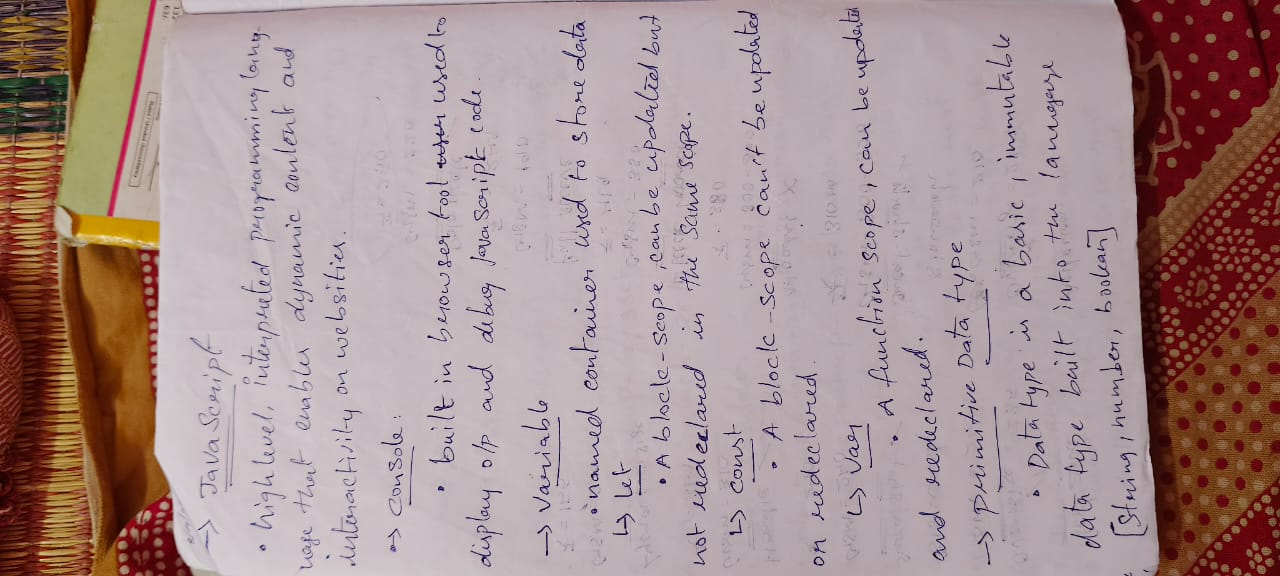 → JavaScript
• high level, interpreted programming lang-
uage that enables dynamic content and
interactivity on websities.
→ console:
• built in browser tool used to
display o/p and debug JavaScript code.
→ Variable
• named container used to store data
↳ let
• A block-scope, can be updated but
not redeclared in the same scope.
↳ const
• A block-scope can't be updated
or redeclared.
↳ Var
• A function scope, can be updated
and redeclared.
→ primitive Data type
• Data type is a basic, immutable
data type built into the language
[String, number, boolean]